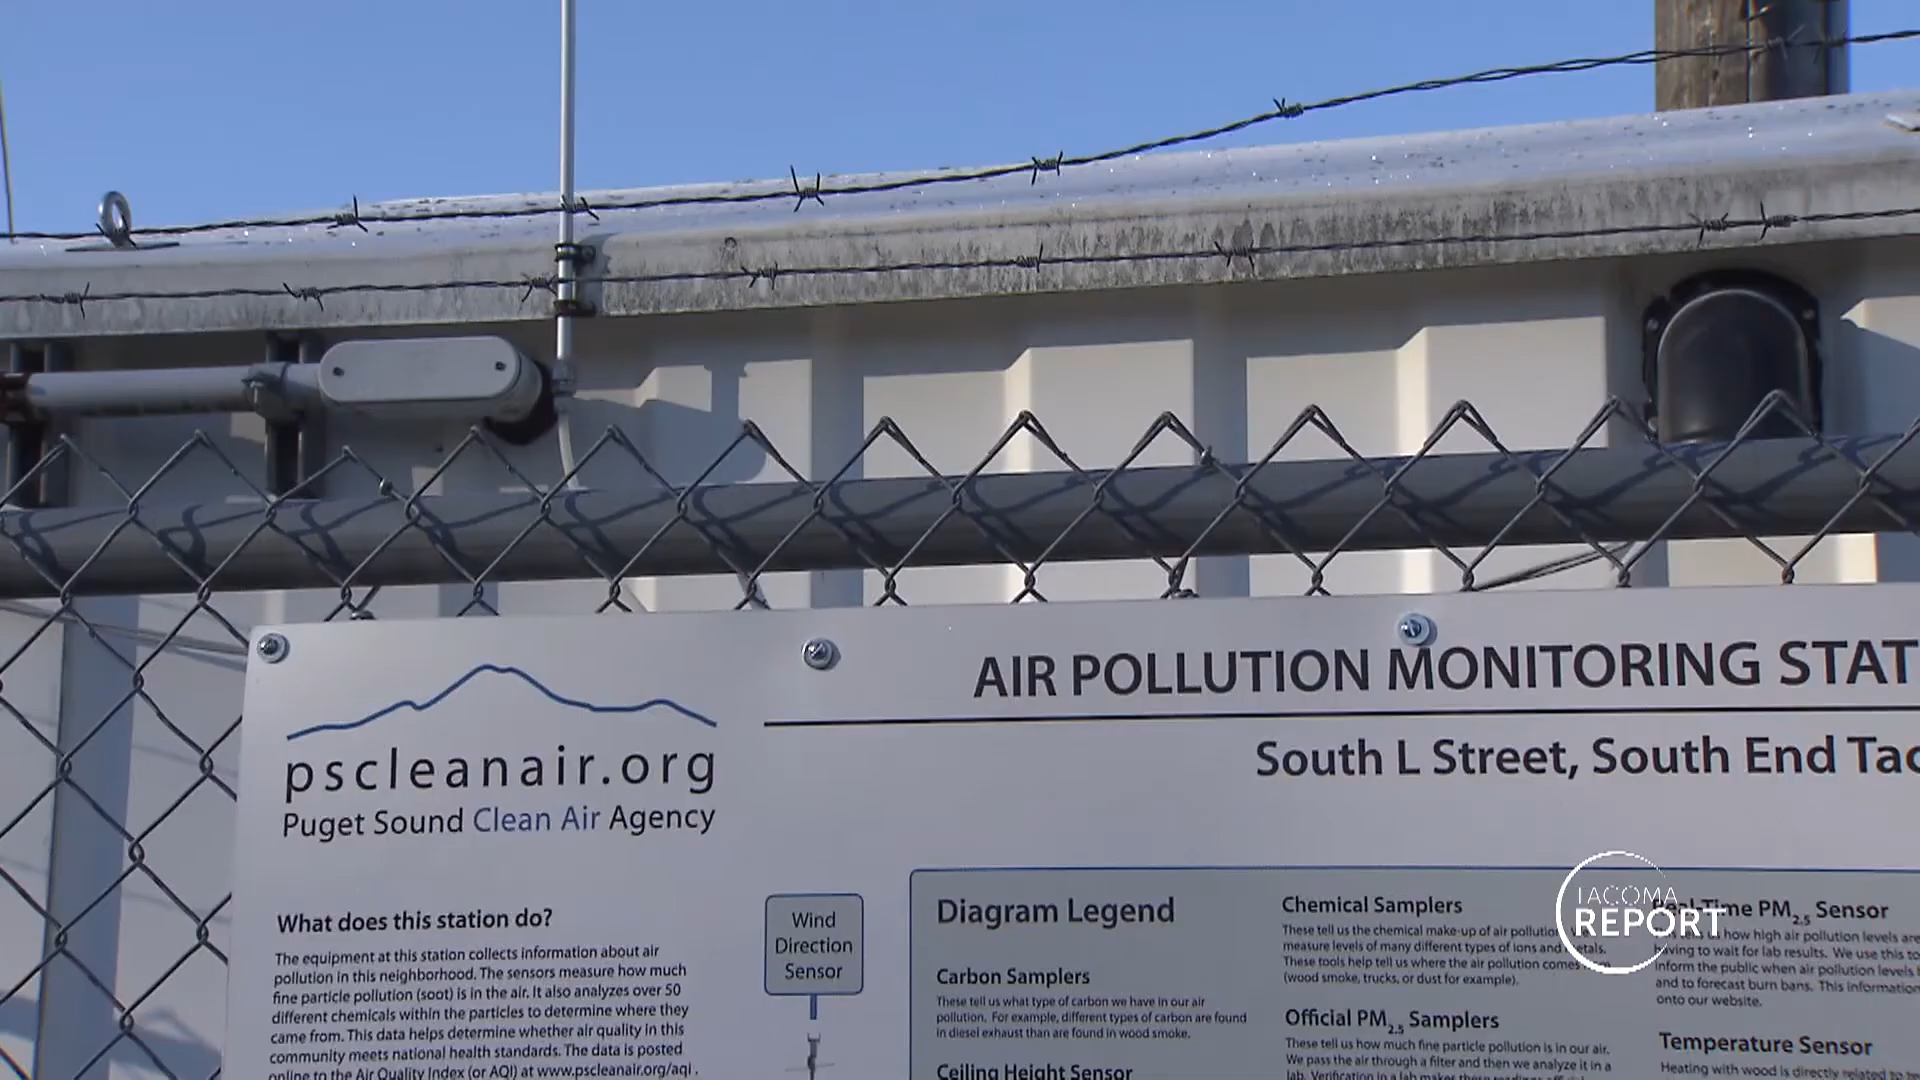 AIR POLLUTION MONITORING STAT
South L Street, South End Tac
pscleanair.org
Puget Sound Clean Air Agency
What does this station do?
The equipment at this station collects information about air
pollution in this neighborhood. The sensors measure how much
fine particle pollution (soot) is in the air. It also analyzes over 50
different chemicals within the particles to determine where they
came from. This data helps determine whether air quality in this
community meets national health standards. The data is posted
online to the Air Quality Index (or AQI) at www.pscleanair.org/aqi.
Wind
Direction
Sensor
Diagram Legend
Carbon Samplers
These tell us what type of carbon we have in our air
pollution. For example, different types of carbon are found
in diesel exhaust than are found in wood smoke.
Ceiling Height Sensor
Chemical Samplers
These tell us the chemical make-up of air pollution.
measure levels of many different types of ions and metals.
These tools help tell us where the air pollution comes
(wood smoke, trucks, or dust for example).
Official PM2.5 Samplers
These tell us how much fine particle pollution is in our air.
We pass the air through a filter and then we analyze it in a
lab. Verification in a lab makes these readings
Real-Time PM2.5 Sensor
how high air pollution levels are
having to wait for lab results. We use this to
inform the public when air pollution levels
and to forecast burn bans. This information
onto our website.
Temperature Sensor
Heating with wood is directly related to
TACOMA
REPORT